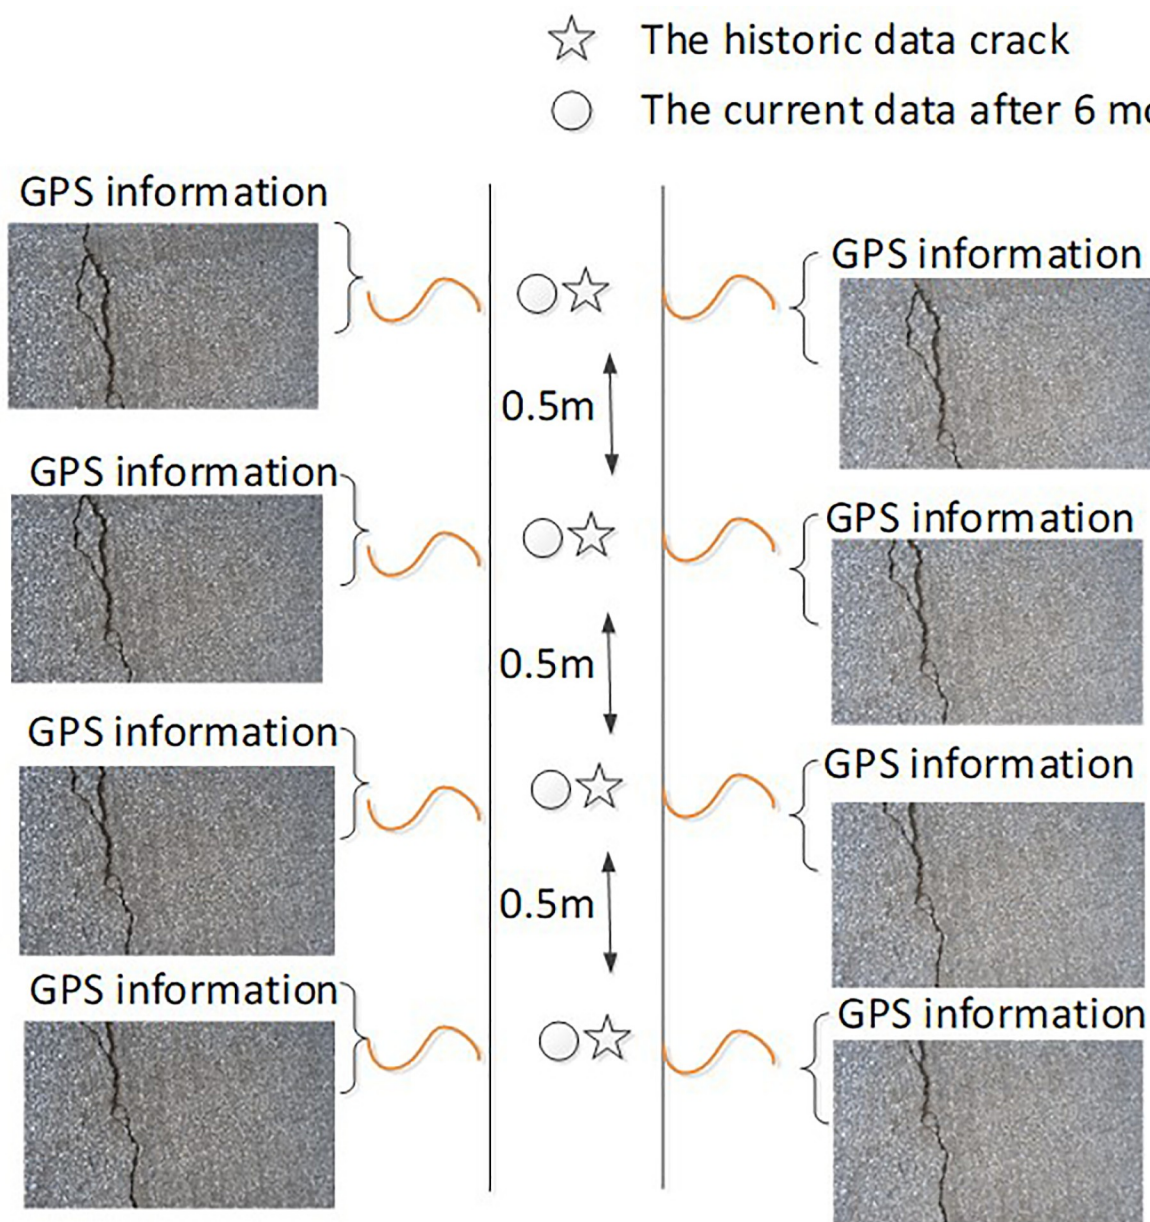 The historic data crack
The current data after 6
GPS information
GPS information
0.5m
GPS information
GPS information
0.5m
GPS information
GPS information
0.5m
GPS information
GPS information